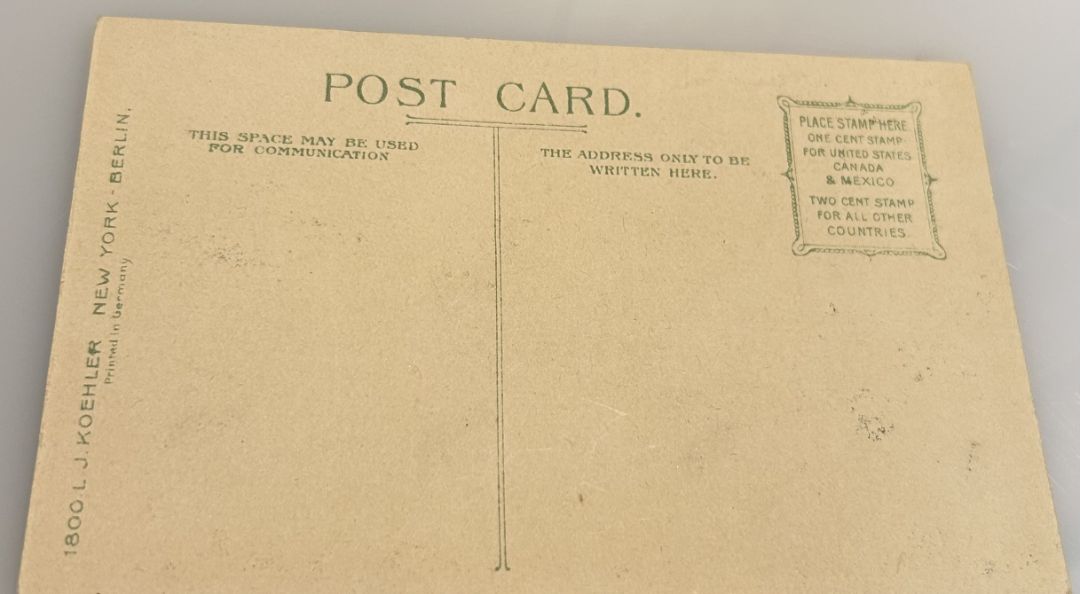 POST CARD.
THIS SPACE MAY BE USED
FOR COMMUNICATION
THE ADDRESS ONLY TO BE
WRITTEN HERE.
PLACE STAMP HERE
ONE CENT STAMP
FOR UNITED STATES
CANADA
& MEXICO
TWO CENT STAMP
FOR ALL OTHER
COUNTRIES.
1800 L. J. KOEHLER NEW YORK - BERLIN.
Printed in Germany